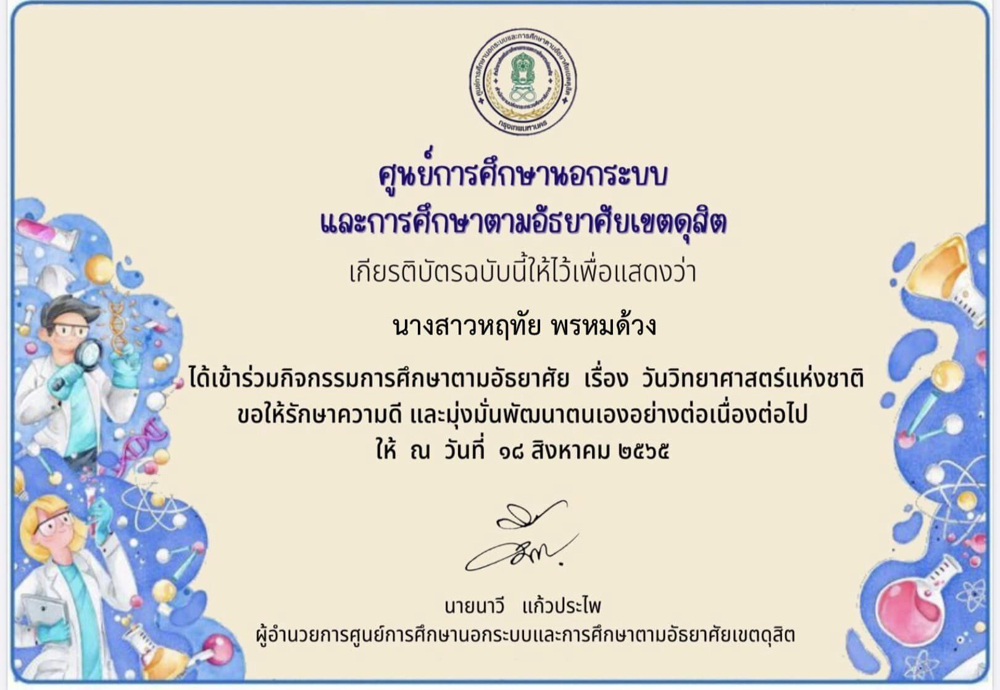 ศูนย์การศึกษานอกระบบและการศึกษาตามอัธยาศัยเขตดุสิต
กรุงเทพมหานคร
ศูนย์การศึกษานอกระบบ
และการศึกษาตามอัธยาศัยเขตดุสิต
เกียรติบัตรฉบับนี้ให้ไว้เพื่อแสดงว่า
นางสาวหฤทัย พรหมด้วง
ได้เข้าร่วมกิจกรรมการศึกษาตามอัธยาศัย เรื่อง วันวิทยาศาสตร์แห่งชาติ
ขอให้รักษาความดี และมุ่งมั่นพัฒนาตนเองอย่างต่อเนื่องต่อไป
ให้ ณ วันที่ ๑๘ สิงหาคม ๒๕๖๕
นายนาวี แก้วประไพ
ผู้อำนวยการศูนย์การศึกษานอกระบบและการศึกษาตามอัธยาศัยเขตดุสิต